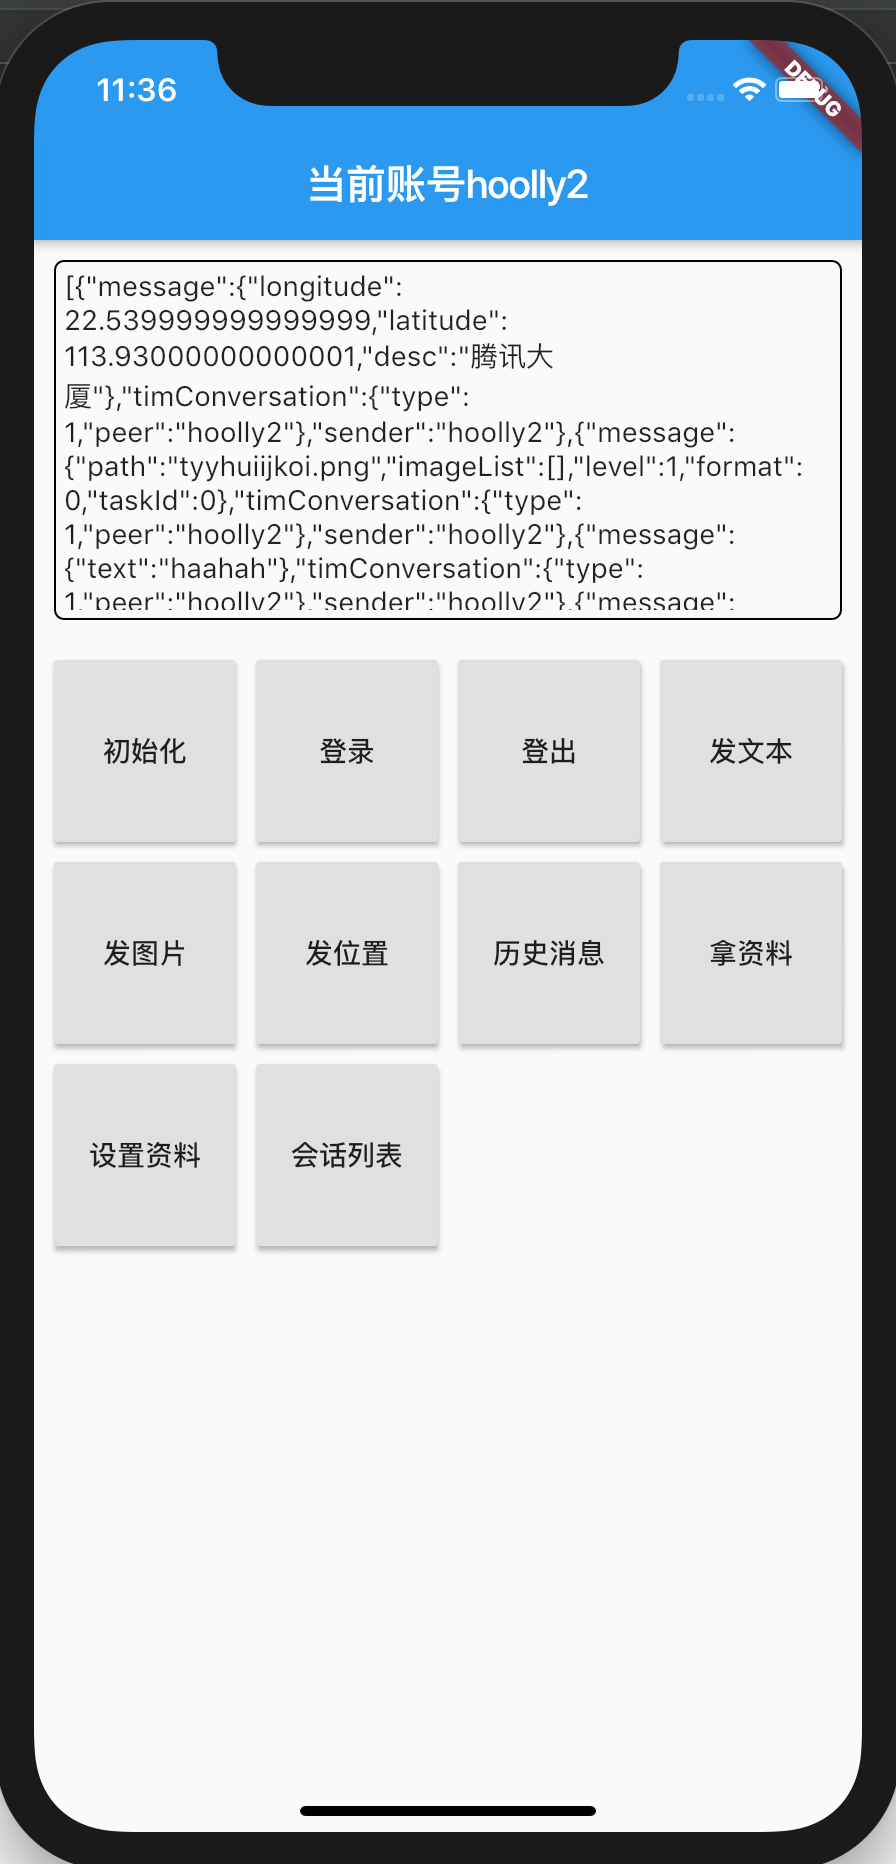 11:36
DEBUG
当前账号hoolly2
[{"message":{"longitude":
22.539999999999999,"latitude":
113.93000000000001,"desc":"腾讯大
厦"},"timConversation":{"type":
1,"peer":"hoolly2"},"sender":"hoolly2"},{"message":
{"path":"tyyhuiijkoi.png","imageList":[],"level":1,"format":
0,"taskId":0},"timConversation":{"type":
1,"peer":"hoolly2"},"sender":"hoolly2"},{"message":
{"text":"haahah"},"timConversation":{"type":
1,"peer":"hoolly2"},"sender":"hoolly2"},{"message":
初始化 登录 登出 发文本
发图片 发位置 历史消息 拿资料
设置资料 会话列表